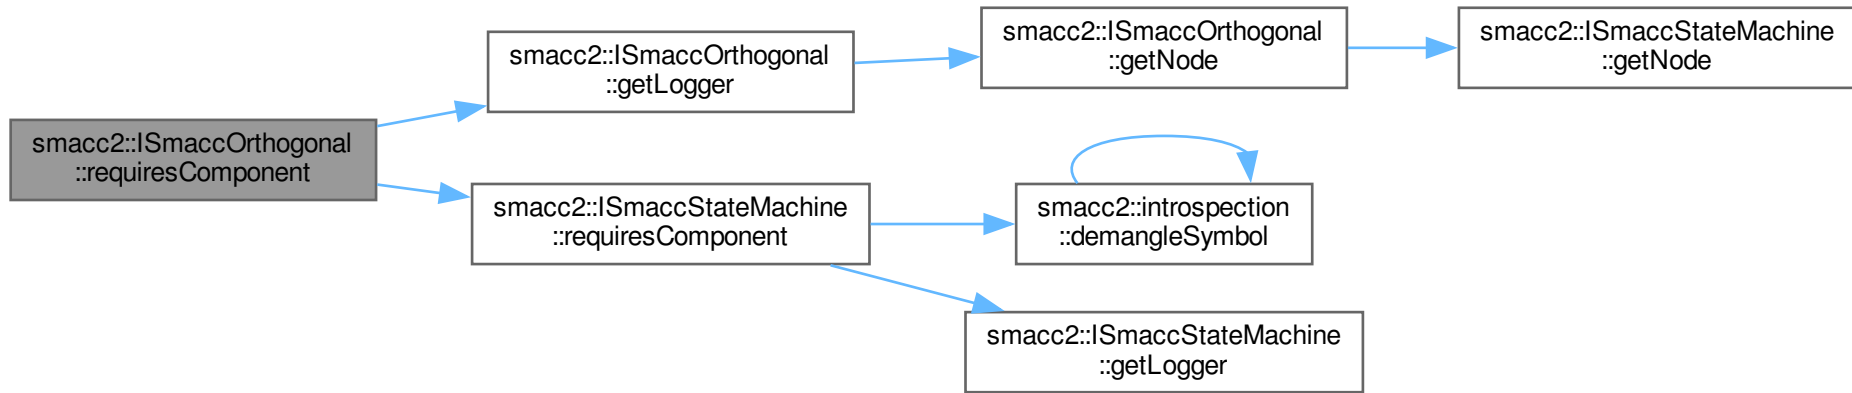 smacc2::ISmaccOrthogonal
::requiresComponent
smacc2::ISmaccOrthogonal
::getLogger
smacc2::ISmaccOrthogonal
::getNode
smacc2::ISmaccStateMachine
::getNode
smacc2::ISmaccStateMachine
::requiresComponent
smacc2::introspection
::demangleSymbol
smacc2::ISmaccStateMachine
::getLogger